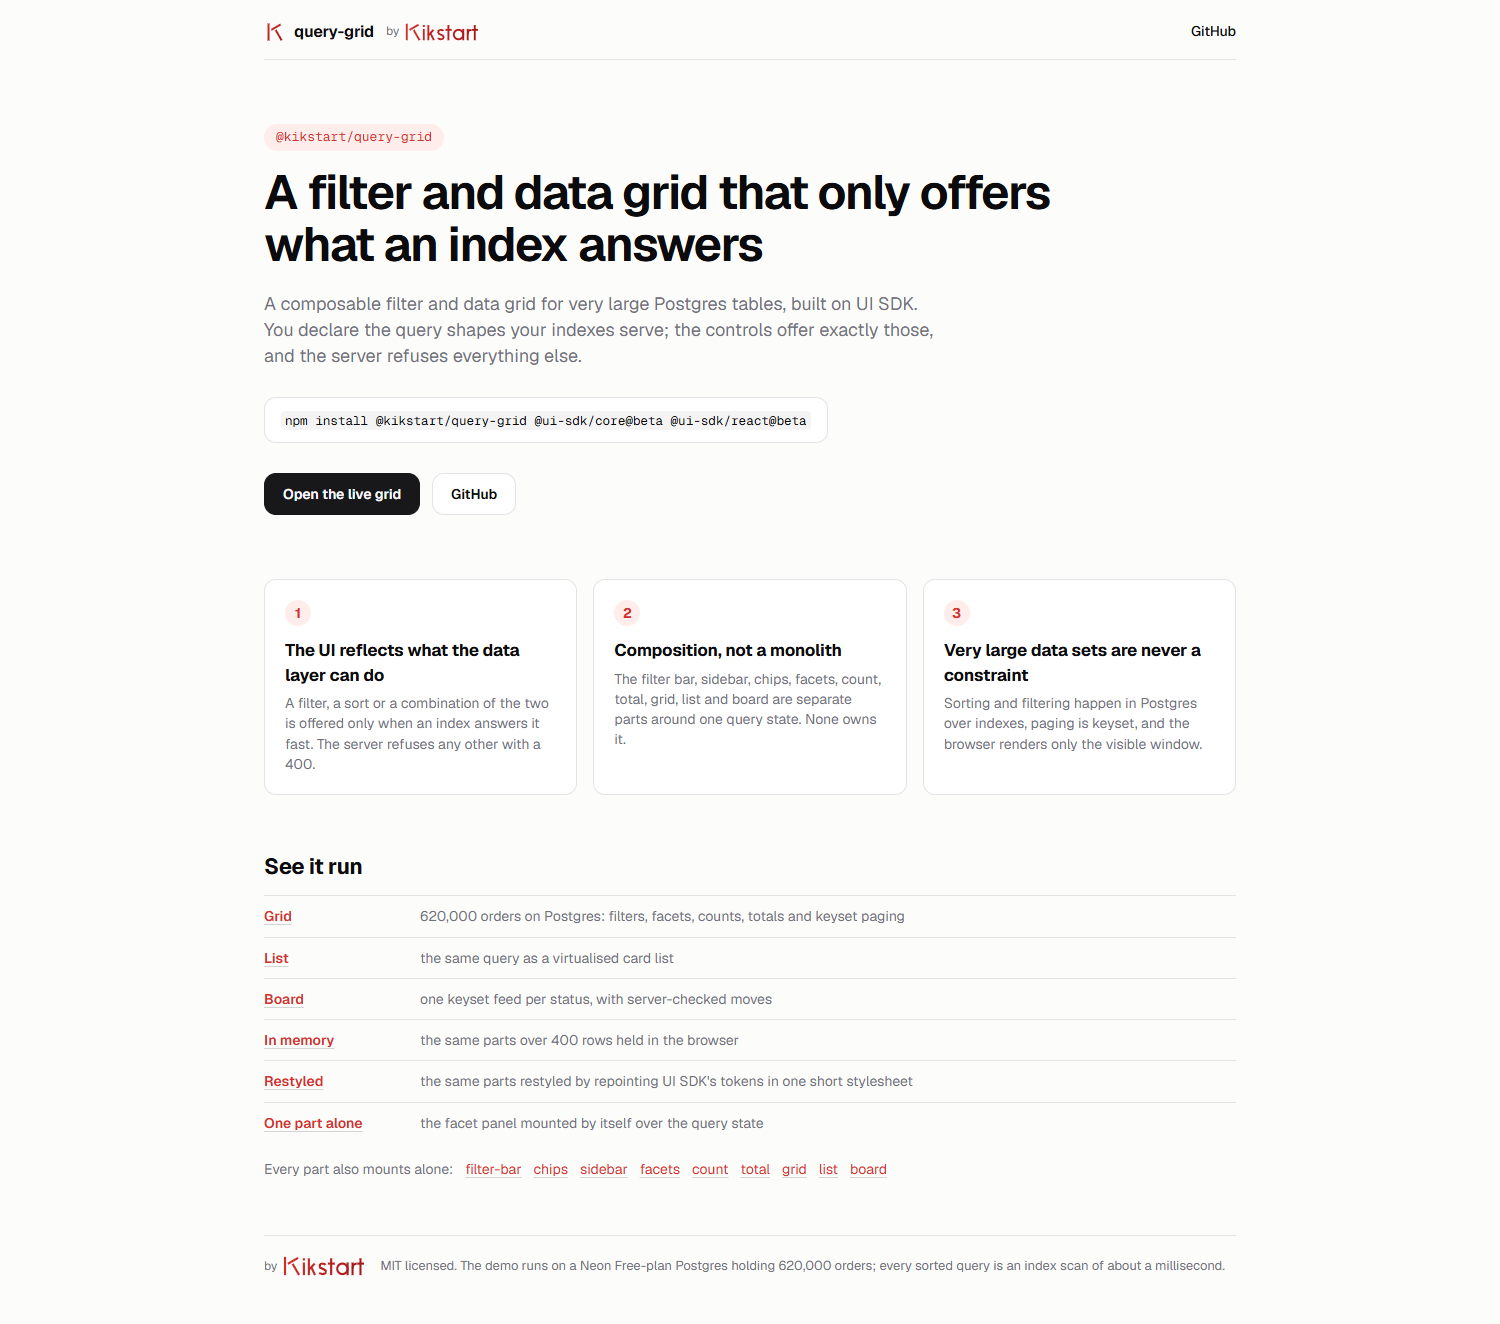 query-grid by Kikstart
GitHub
@kikstart/query-grid
A filter and data grid that only offers
what an index answers
A composable filter and data grid for very large Postgres tables, built on UI SDK.
You declare the query shapes your indexes serve; the controls offer exactly those,
and the server refuses everything else.
npm install @kikstart/query-grid @ui-sdk/core@beta @ui-sdk/react@beta
Open the live grid
GitHub
1
The UI reflects what the data
layer can do
A filter, a sort or a combination of the two
is offered only when an index answers it
fast. The server refuses any other with a
400.
2
Composition, not a monolith
The filter bar, sidebar, chips, facets, count,
total, grid, list and board are separate
parts around one query state. None owns
it.
3
Very large data sets are never a
constraint
Sorting and filtering happen in Postgres
over indexes, paging is keyset, and the
browser renders only the visible window.
See it run
Grid 620,000 orders on Postgres: filters, facets, counts, totals and keyset paging
List the same query as a virtualised card list
Board one keyset feed per status, with server-checked moves
In memory the same parts over 400 rows held in the browser
Restyled the same parts restyled by repointing UI SDK's tokens in one short stylesheet
One part alone the facet panel mounted by itself over the query state
Every part also mounts alone: filter-bar chips sidebar facets count total grid list board
by Kikstart MIT licensed. The demo runs on a Neon Free-plan Postgres holding 620,000 orders; every sorted query is an index scan of about a millisecond.